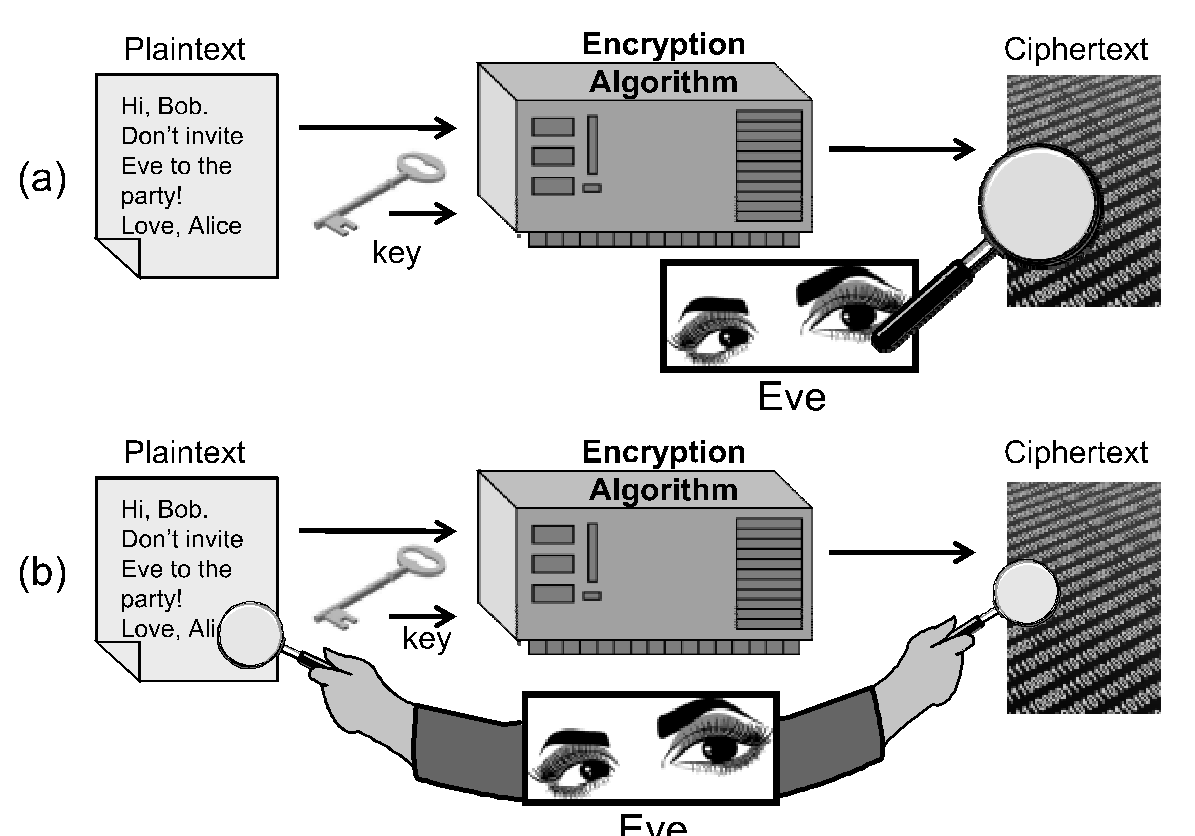 Plaintext
Encryption
Algorithm
Ciphertext
(a)
Hi, Bob.
Don't invite
Eve to the
party!
Love, Alice
key
Eve
Plaintext
Encryption
Algorithm
Ciphertext
(b)
Hi, Bob.
Don't invite
Eve to the
party!
Love, Ali
key
Eve